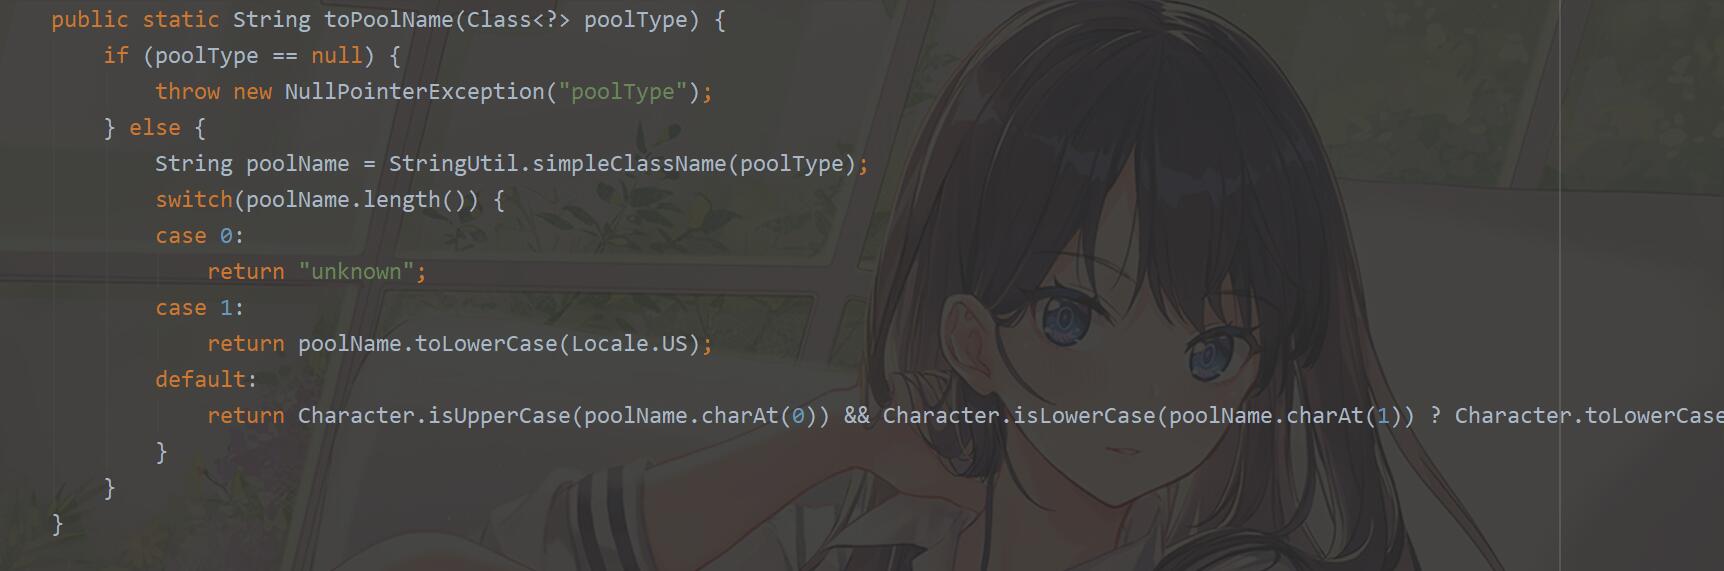 public static String toPoolName(Class<?> poolType) {
if (poolType == null) {
throw new NullPointerException("poolType");
} else {
String poolName = StringUtil.simpleClassName(poolType);
switch(poolName.length()) {
case 0:
return "unknown";
case 1:
return poolName.toLowerCase(Locale.US);
default:
return Character.isUpperCase(poolName.charAt(0)) && Character.isLowerCase(poolName.charAt(1)) ? Character.toLowerCase
}
}
}